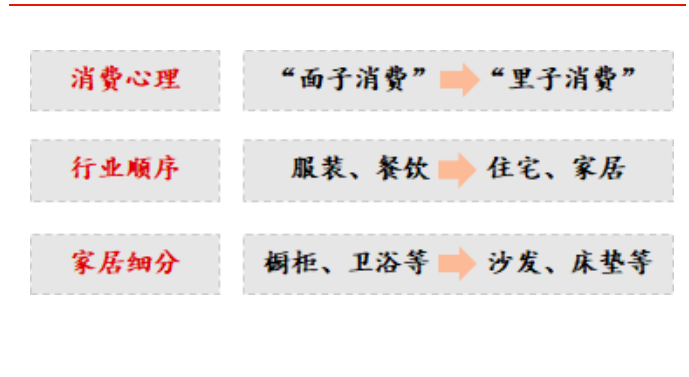 消费心理 “面子消费” “里子消费”
行业顺序 服装、餐饮 住宅、家居
家居细分 橱柜、卫浴等 沙发、床垫等